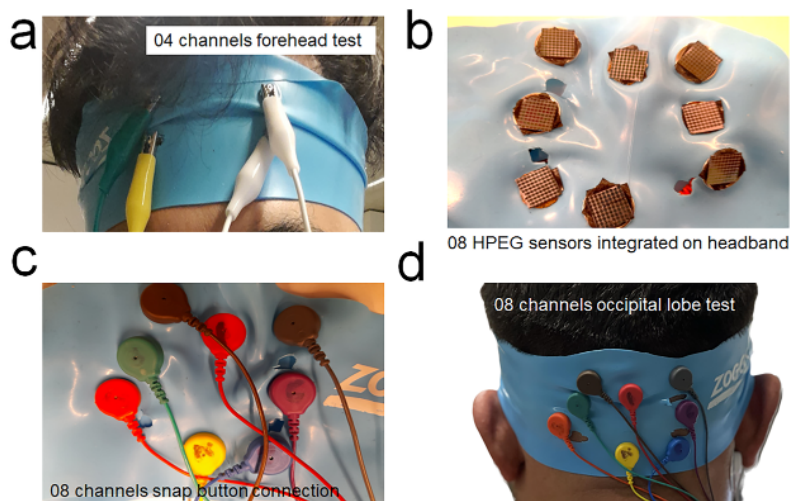 a
04 channels forehead test
b
08 HPEG sensors integrated on headband
c
08 channels snap button connection
d
08 channels occipital lobe test